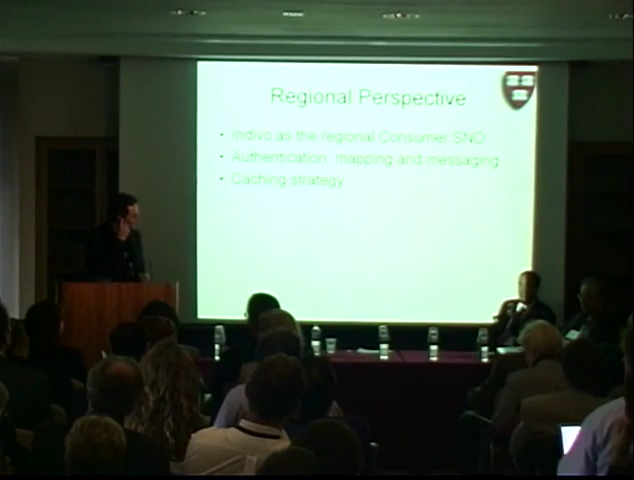 Regional Perspective
• Indivo as the regional Consumer SNO
• Authentication, mapping and messaging
• Caching strategy